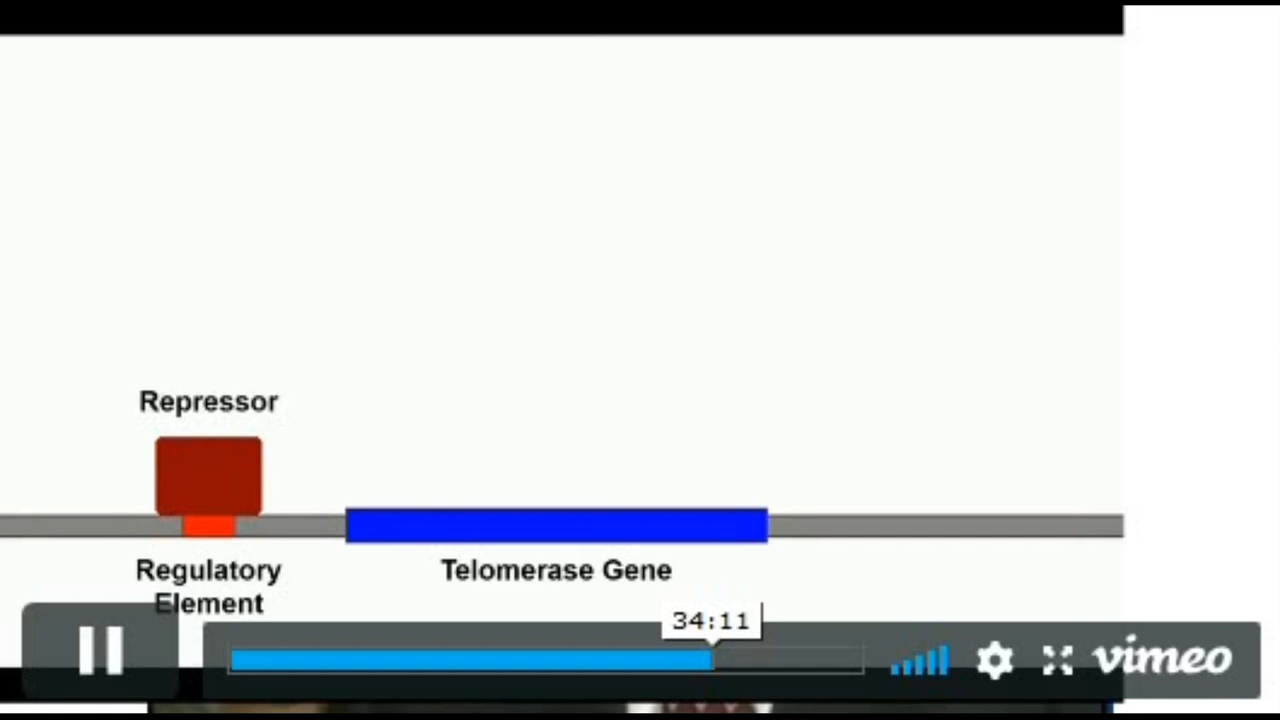 Repressor
Regulatory
Element
Telomerase Gene
34:11
vimeo